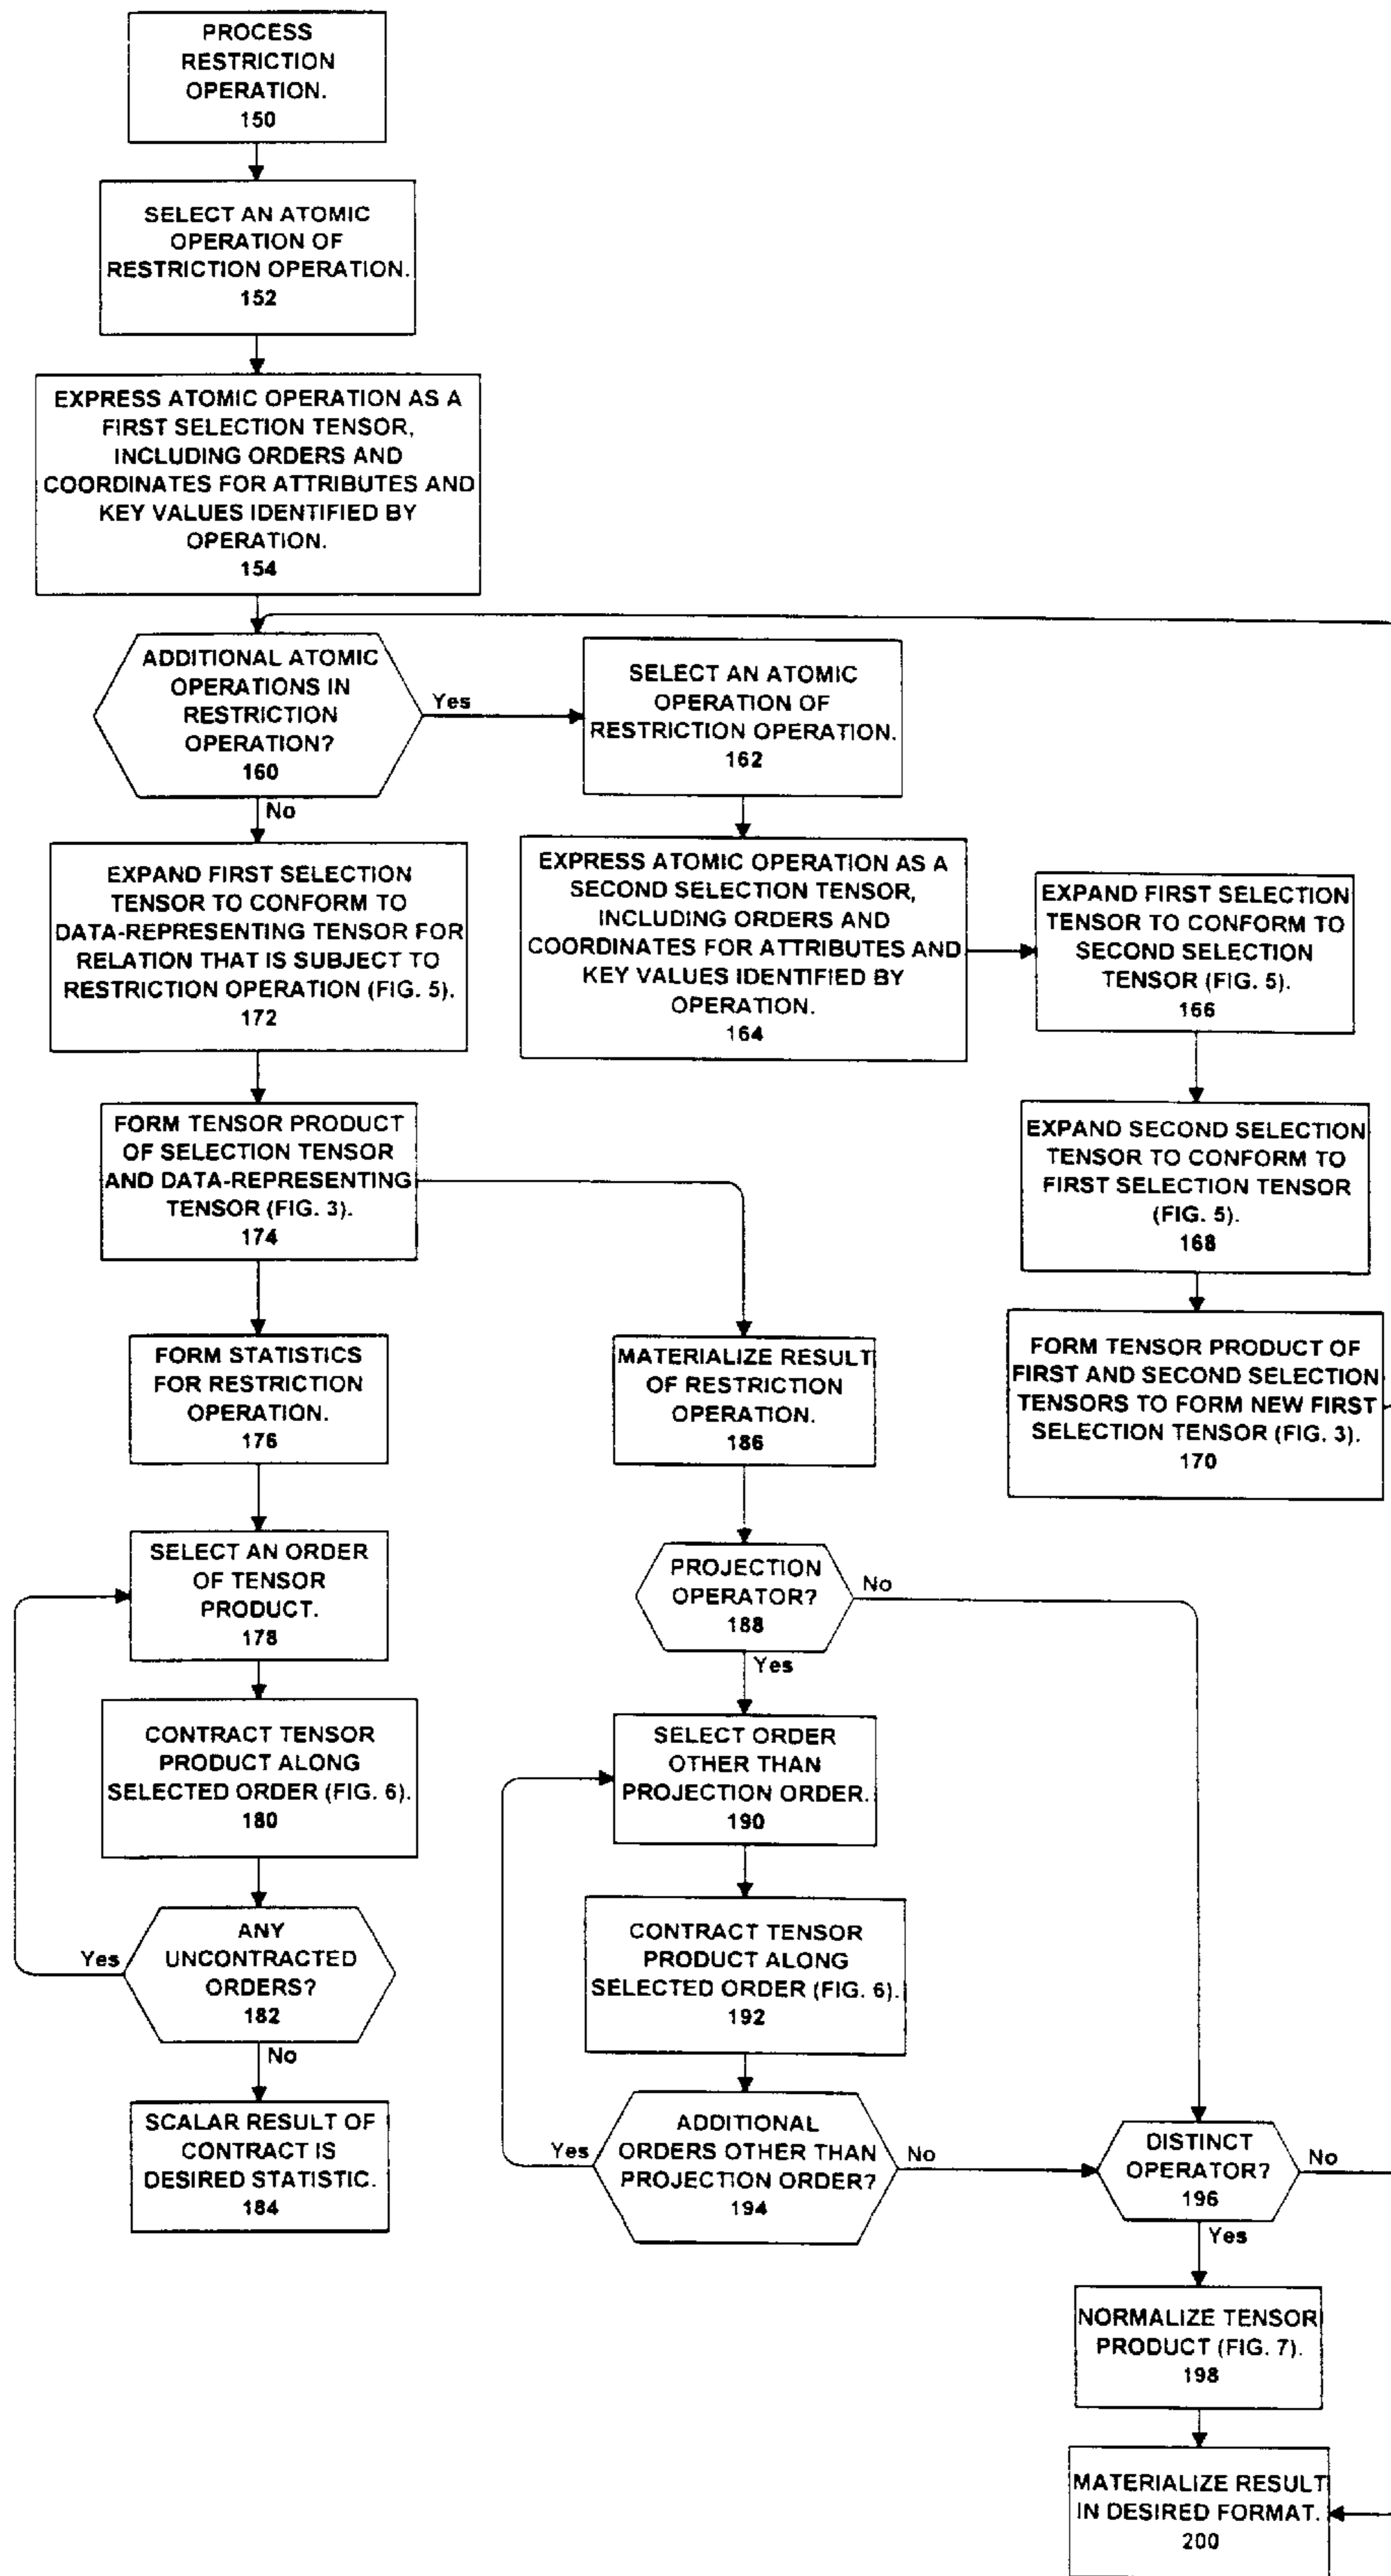 PROCESS
RESTRICTION
OPERATION.
150
SELECT AN ATOMIC
OPERATION OF
RESTRICTION OPERATION.
152
EXPRESS ATOMIC OPERATION AS A
FIRST SELECTION TENSOR,
INCLUDING ORDERS AND
COORDINATES FOR ATTRIBUTES AND
KEY VALUES IDENTIFIED BY
OPERATION.
154
ADDITIONAL ATOMIC
OPERATIONS IN
RESTRICTION
OPERATION?
160
Yes
No
SELECT AN ATOMIC
OPERATION OF
RESTRICTION OPERATION.
162
EXPRESS ATOMIC OPERATION AS A
SECOND SELECTION TENSOR,
INCLUDING ORDERS AND
COORDINATES FOR ATTRIBUTES AND
KEY VALUES IDENTIFIED BY
OPERATION.
164
EXPAND FIRST SELECTION
TENSOR TO CONFORM TO
SECOND SELECTION
TENSOR (FIG. 5).
166
EXPAND SECOND SELECTION
TENSOR TO CONFORM TO
FIRST SELECTION TENSOR
(FIG. 5).
168
FORM TENSOR PRODUCT OF
FIRST AND SECOND SELECTION
TENSORS TO FORM NEW FIRST
SELECTION TENSOR (FIG. 3).
170
EXPAND FIRST SELECTION
TENSOR TO CONFORM TO
DATA-REPRESENTING TENSOR FOR
RELATION THAT IS SUBJECT TO
RESTRICTION OPERATION (FIG. 5).
172
FORM TENSOR PRODUCT
OF SELECTION TENSOR
AND DATA-REPRESENTING
TENSOR (FIG. 3).
174
FORM STATISTICS
FOR RESTRICTION
OPERATION.
176
SELECT AN ORDER
OF TENSOR
PRODUCT.
178
CONTRACT TENSOR
PRODUCT ALONG
SELECTED ORDER (FIG. 6).
180
ANY
UNCONTRACTED
ORDERS?
182
Yes
No
SCALAR RESULT OF
CONTRACT IS
DESIRED STATISTIC.
184
MATERIALIZE RESULT
OF RESTRICTION
OPERATION.
186
PROJECTION
OPERATOR?
188
No
Yes
SELECT ORDER
OTHER THAN
PROJECTION ORDER.
190
CONTRACT TENSOR
PRODUCT ALONG
SELECTED ORDER (FIG. 6).
192
ADDITIONAL
ORDERS OTHER THAN
PROJECTION ORDER?
194
Yes
No
DISTINCT
OPERATOR?
196
No
Yes
NORMALIZE TENSOR
PRODUCT (FIG. 7).
198
MATERIALIZE RESULT
IN DESIRED FORMAT.
200